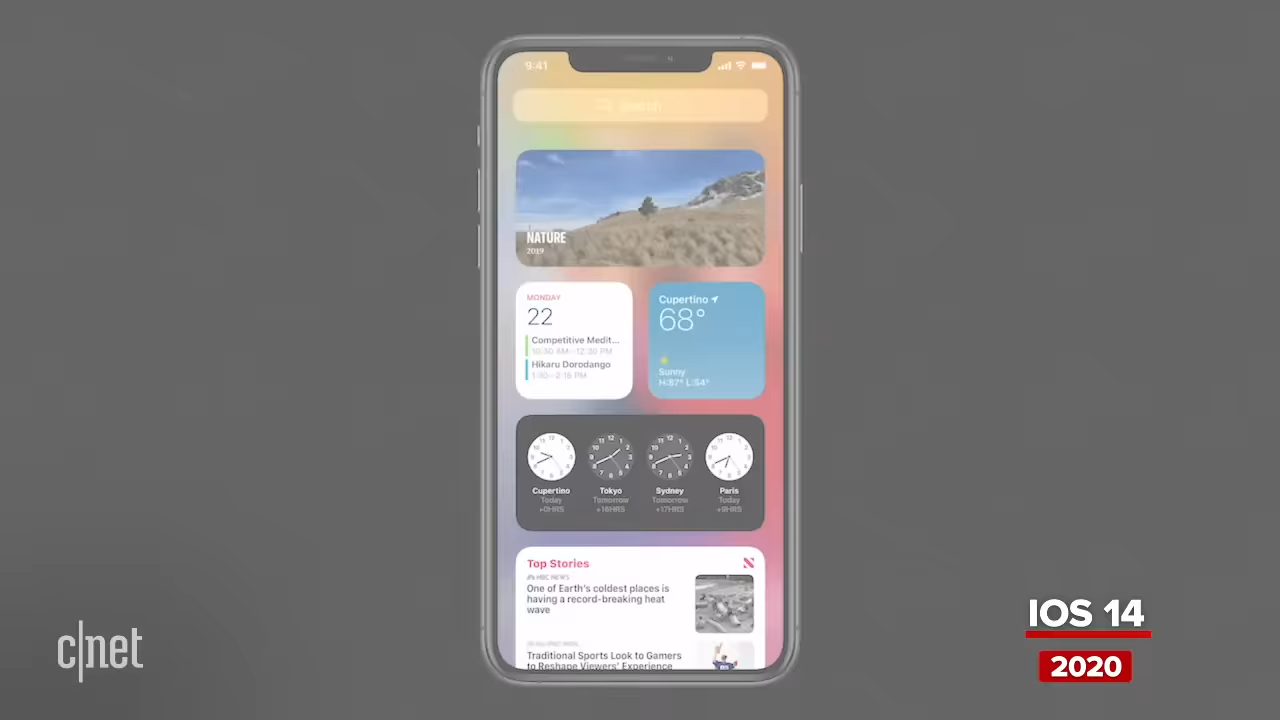 9:41
Search
NATURE
2019
MONDAY
22
Competitive Medit...
10:30 AM–12:30 PM
Hikaru Dorodango
1:30–2:15 PM
Cupertino
68°
Sunny
H:87° L:54°
Cupertino
Today
+0HRS
Tokyo
Tomorrow
+16HRS
Sydney
Tomorrow
+17HRS
Paris
Today
+9HRS
Top Stories
NBC NEWS
One of Earth's coldest places is
having a record-breaking heat
wave
Traditional Sports Look to Gamers
to Reshape Viewers' Experience
c|net
IOS 14
2020